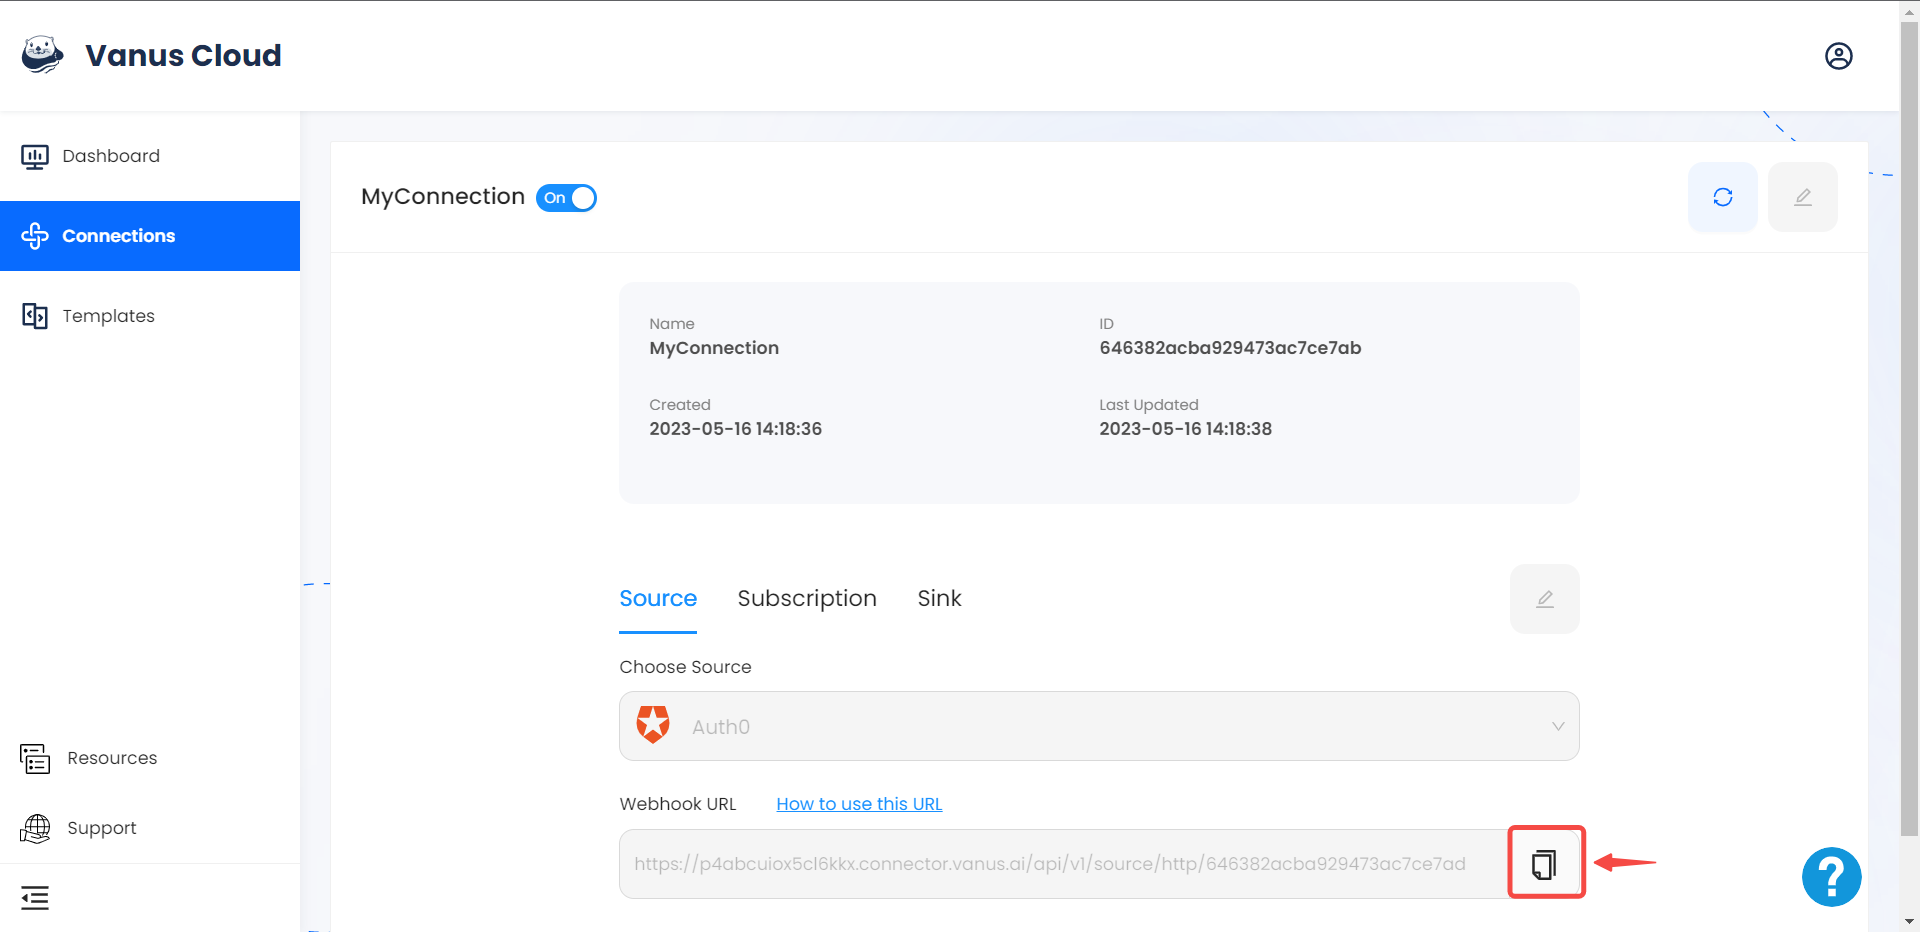 Vanus Cloud
Dashboard
Connections
Templates
Resources
Support
MyConnection On
Name
MyConnection
ID
646382acba929473ac7ce7ab
Created
2023-05-16 14:18:36
Last Updated
2023-05-16 14:18:38
Source Subscription Sink
Choose Source
Auth0
Webhook URL How to use this URL
https://p4abcuiox5cl6kkx.connector.vanus.ai/api/v1/source/http/646382acba929473ac7ce7ad
?